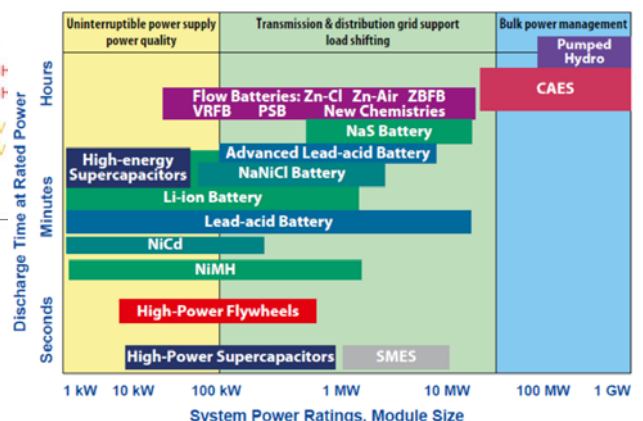 Uninterruptible power supply
power quality
Transmission & distribution grid support
load shifting
Bulk power management
Pumped
Hydro
CAES
Flow Batteries: Zn-Cl Zn-Air ZBFB
VRFB PSB New Chemistries
NaS Battery
Advanced Lead-acid Battery
High-energy
Supercapacitors
NaNiCl Battery
Li-ion Battery
Lead-acid Battery
NiCd
NiMH
High-Power Flywheels
High-Power Supercapacitors
SMES
Discharge Time at Rated Power
Hours
Minutes
Seconds
1 kW 10 kW 100 kW 1 MW 10 MW 100 MW 1 GW
System Power Ratings, Module Size